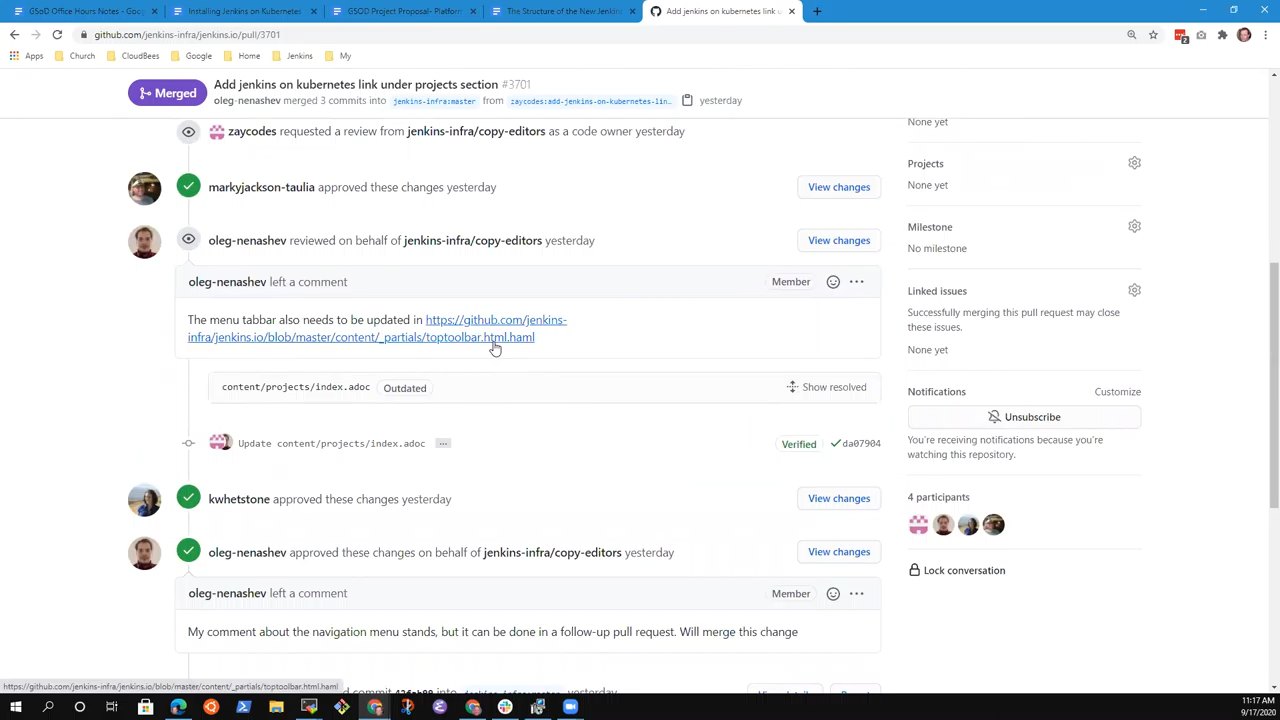 GSoD Office Hours Notes - Goog
Installing Jenkins on Kubernetes
GSOD Project Proposal- Platform
The Structure of the New Jenkins
Add jenkins on kubernetes link u
github.com/jenkins-infra/jenkins.io/pull/3701
2
Apps
Church
CloudBees
Google
Home
Jenkins
My
Merged
Add jenkins on kubernetes link under projects section #3701
oleg-nenashev merged 3 commits into jenkins-infra:master from zaycodes:add-jenkins-on-kubernetes-lin… yesterday
zaycodes requested a review from jenkins-infra/copy-editors as a code owner yesterday
markyjackson-taulia approved these changes yesterday
View changes
oleg-nenashev reviewed on behalf of jenkins-infra/copy-editors yesterday
View changes
oleg-nenashev left a comment
Member
The menu tabbar also needs to be updated in https://github.com/jenkins-
infra/jenkins.io/blob/master/content/_partials/toptoolbar.html.haml
content/projects/index.adoc
Outdated
Show resolved
Update content/projects/index.adoc
Verified
da07904
kwhetstone approved these changes yesterday
View changes
oleg-nenashev approved these changes on behalf of jenkins-infra/copy-editors yesterday
View changes
oleg-nenashev left a comment
Member
My comment about the navigation menu stands, but it can be done in a follow-up pull request. Will merge this change
None yet
Projects
None yet
Milestone
No milestone
Linked issues
Successfully merging this pull request may close
these issues.
None yet
Notifications
Customize
Unsubscribe
You're receiving notifications because you're
watching this repository.
4 participants
Lock conversation
https://github.com/jenkins-infra/jenkins.io/blob/master/content/_partials/toptoolbar.html.haml
11:17 AM
9/17/2020